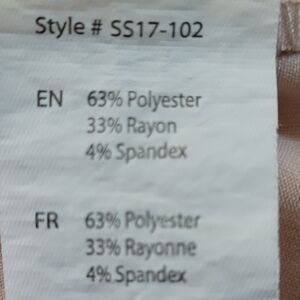 Style # SS17-102
EN 63% Polyester
33% Rayon
4% Spandex
FR 63% Polyester
33% Rayonne
4% Spandex